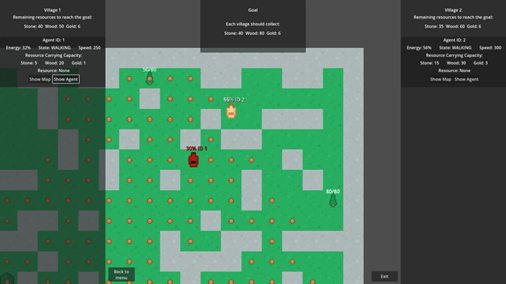 Village 1
Remaining resources to reach the goal:
Stone: 40 Wood: 50 Gold: 6
Agent ID: 1
Energy: 32% State: WALKING Speed: 250
Resource Carrying Capacity:
Stone: 5 Wood: 20 Gold: 1
Resource: None
Show Map Show Agent
Goal
Each village should collect:
Stone: 40 Wood: 80 Gold: 6
Village 2
Remaining resources to reach the goal:
Stone: 35 Wood: 60 Gold: 6
Agent ID: 2
Energy: 56% State: WALKING Speed: 300
Resource Carrying Capacity:
Stone: 15 Wood: 30 Gold: 3
Resource: None
Show Map Show Agent
55% ID 2
30% ID 1
80/80
Back to
menu
Exit